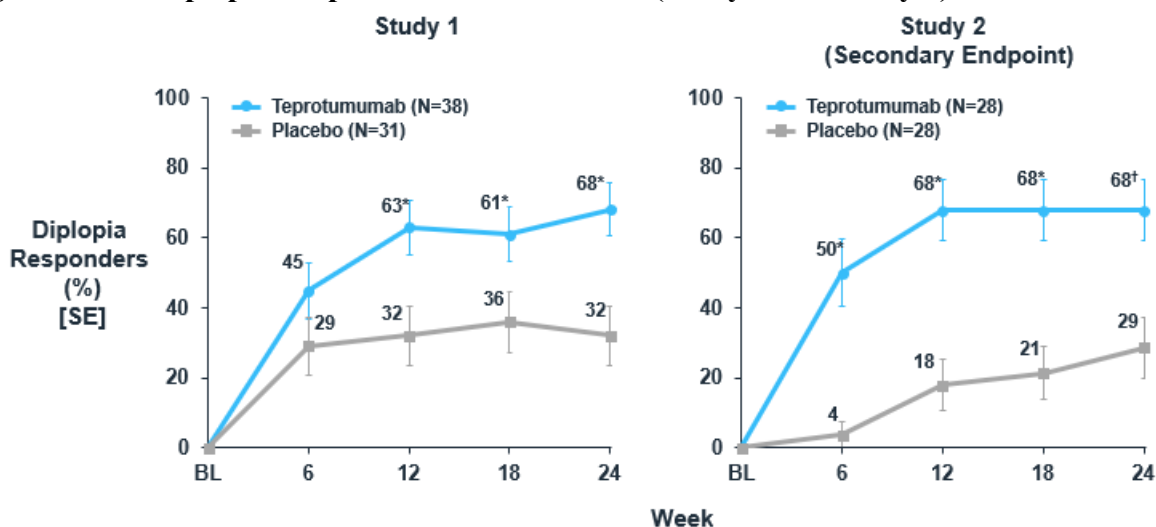 Study 1
Study 2
(Secondary Endpoint)
Diplopia
Responders
(%)
[SE]
100
80
60
40
20
0
Teprotumumab (N=38)
Placebo (N=31)
45
63*
61*
68*
29
32
36
32
BL
6
12
18
24
100
80
60
40
20
0
Teprotumumab (N=28)
Placebo (N=28)
50*
68*
68*
68†
4
18
21
29
BL
6
12
18
24
Week